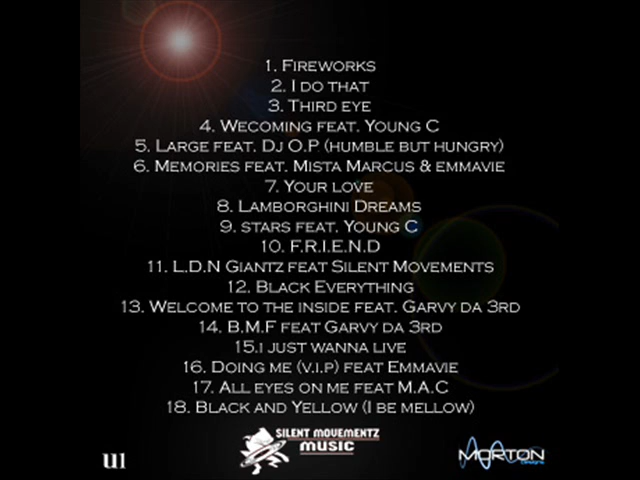 1. Fireworks
2. I do that
3. Third eye
4. Wecoming feat. Young C
5. Large feat. Dj O.P. (humble but hungry)
6. Memories feat. Mista Marcus & emmavie
7. Your love
8. Lamborghini Dreams
9. stars feat. Young C
10. F.R.I.E.N.D
11. L.D.N Giantz feat Silent Movements
12. Black Everything
13. Welcome to the inside feat. Garvy da 3rd
14. B.M.F feat Garvy da 3rd
15.i just wanna live
16. Doing me (v.i.p) feat Emmavie
17. All eyes on me feat M.A.C
18. Black and Yellow (I be mellow)
SILENT MOVEMENTZ
MUSIC
u1
MORTON